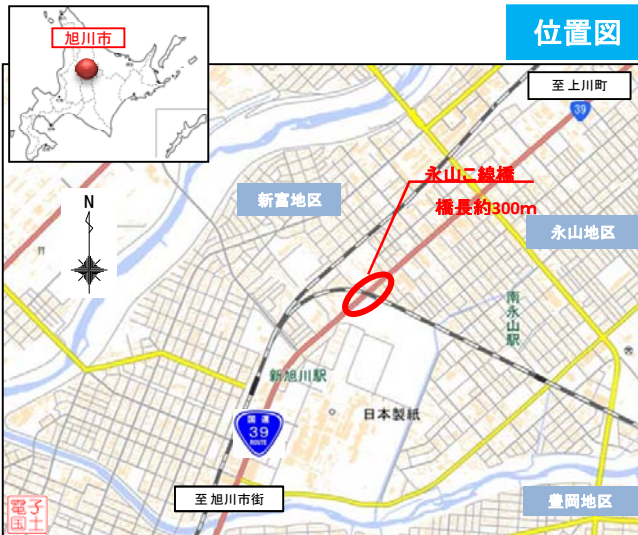 位置図
旭川市
至 上川町
39
永山こ線橋
橋長約300m
新富地区
永山地区
N
南永山駅
新旭川駅
日本製紙
国道
39
ROUTE
至 旭川市街
豊岡地区
電子国土